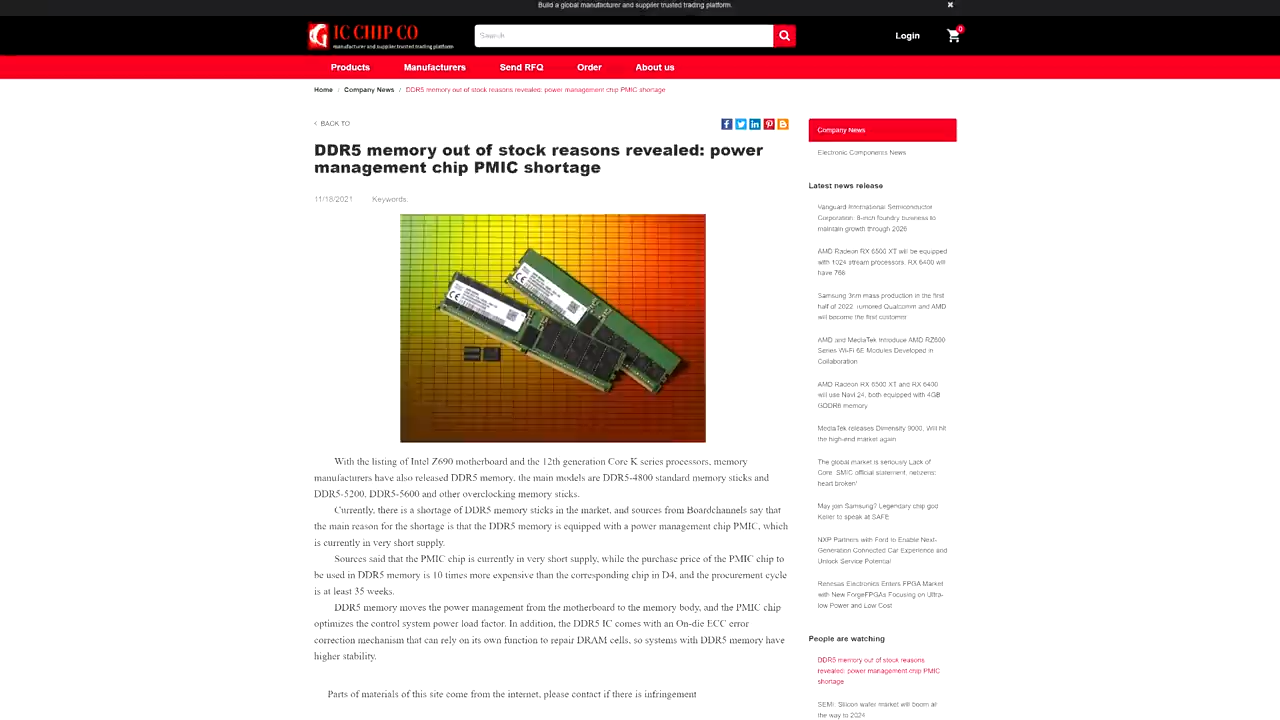 Build a global manufacturer and supplier trusted trading platform.
✖
IC CHIP CO
manufacturer and supplier trusted trading platform
Search
Login
0
Products
Manufacturers
Send RFQ
Order
About us
Home / Company News / DDR5 memory out of stock reasons revealed: power management chip PMIC shortage
< BACK TO
DDR5 memory out of stock reasons revealed: power
management chip PMIC shortage
11/18/2021
Keywords:
With the listing of Intel Z690 motherboard and the 12th generation Core K series processors, memory
manufacturers have also released DDR5 memory, the main models are DDR5-4800 standard memory sticks and
DDR5-5200, DDR5-5600 and other overclocking memory sticks.
Currently, there is a shortage of DDR5 memory sticks in the market, and sources from Boardchannels say that
the main reason for the shortage is that the DDR5 memory is equipped with a power management chip PMIC, which
is currently in very short supply.
Sources said that the PMIC chip is currently in very short supply, while the purchase price of the PMIC chip to
be used in DDR5 memory is 10 times more expensive than the corresponding chip in D4, and the procurement cycle
is at least 35 weeks.
DDR5 memory moves the power management from the motherboard to the memory body, and the PMIC chip
optimizes the control system power load factor. In addition, the DDR5 IC comes with an On-die ECC error
correction mechanism that can rely on its own function to repair DRAM cells, so systems with DDR5 memory have
higher stability.
Parts of materials of this site come from the internet, please contact if there is infringement
Company News
Electronic Components News
Latest news release
Vanguard International Semiconductor
Corporation: 8-inch foundry business to
maintain growth through 2026
AMD Radeon RX 6500 XT will be equipped
with 1024 stream processors, RX 6400 will
have 768
Samsung 3nm mass production in the first
half of 2022, rumored Qualcomm and AMD
will become the first customer
AMD and MediaTek Introduce AMD RZ600
Series Wi-Fi 6E Modules Developed in
Collaboration
AMD Radeon RX 6500 XT and RX 6400
will use Navi 24, both equipped with 4GB
GDDR6 memory
MediaTek releases Dimensity 9000, Will hit
the high-end market again
The global market is seriously Lack of
Core. SMIC official statement, netizens:
heart broken!
May join Samsung? Legendary chip god
Keller to speak at SAFE
NXP Partners with Ford to Enable Next-
Generation Connected Car Experience and
Unlock Service Potential
Renesas Electronics Enters FPGA Market
with New ForgeFPGAs Focusing on Ultra-
low Power and Low Cost
People are watching
DDR5 memory out of stock reasons
revealed: power management chip PMIC
shortage
SEMI: Silicon wafer market will boom all
the way to 2024